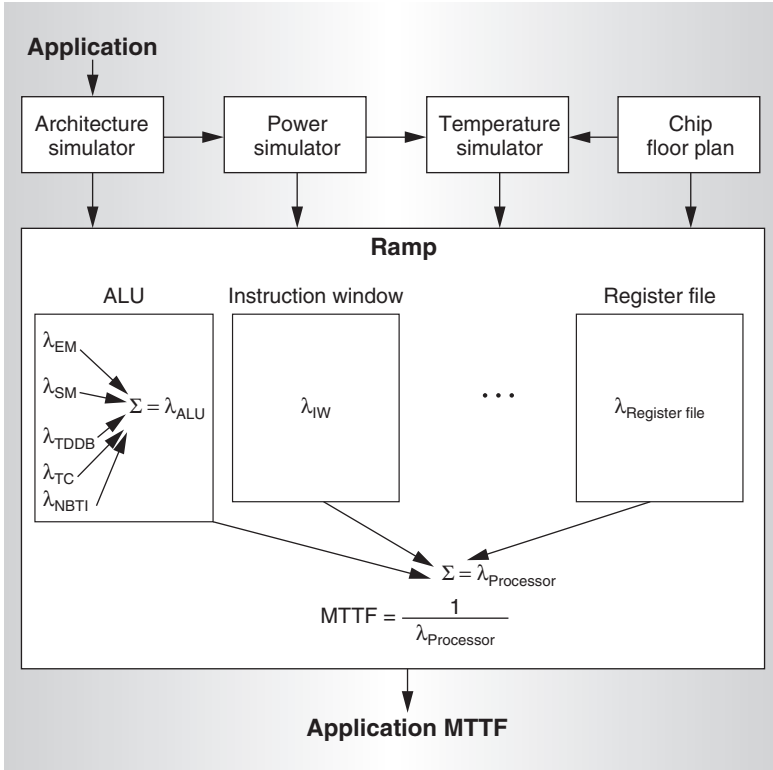 Application
Architecture
simulator
Power
simulator
Temperature
simulator
Chip
floor plan
Ramp
ALU
Instruction window
Register file
λEM
λSM
Σ = λALU
λTDDB
λTC
λNBTI
λIW
. . .
λRegister file
Σ = λProcessor
MTTF = 1
λProcessor
Application MTTF